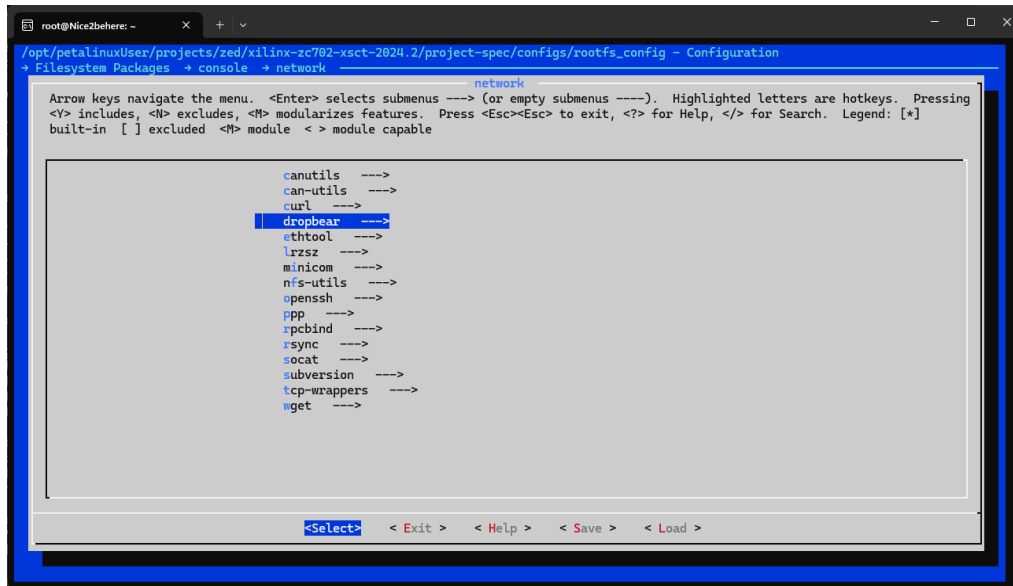 root@Nice2behere: ~
/opt/petalinuxUser/projects/zed/xilinx-zc702-xsct-2024.2/project-spec/configs/rootfs_config - Configuration
→ Filesystem Packages → console → network
network
Arrow keys navigate the menu. <Enter> selects submenus ---> (or empty submenus ----). Highlighted letters are hotkeys. Pressing
<Y> includes, <N> excludes, <M> modularizes features. Press <Esc><Esc> to exit, <?> for Help, </> for Search. Legend: [*]
built-in [ ] excluded <M> module < > module capable
canutils --->
can-utils --->
curl --->
dropbear --->
ethtool --->
lrzsz --->
minicom --->
nfs-utils --->
openssh --->
ppp --->
rpcbind --->
rsync --->
socat --->
subversion --->
tcp-wrappers --->
wget --->
<Select> < Exit > < Help > < Save > < Load >